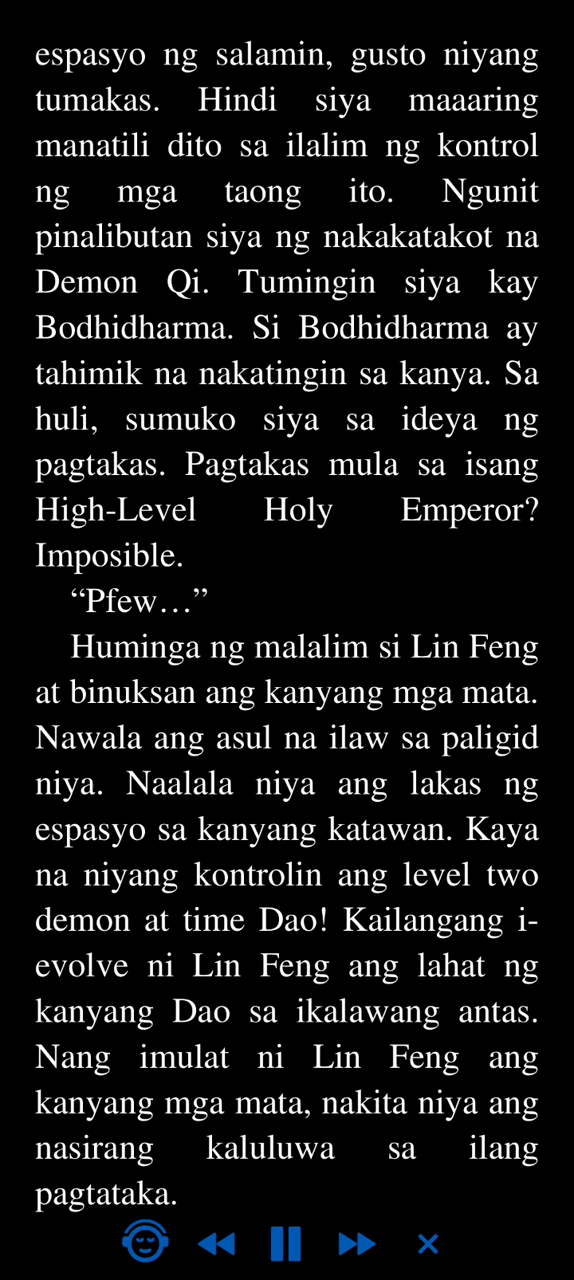 espasyo ng salamin, gusto niyang
tumakas. Hindi siya maaaring
manatili dito sa ilalim ng kontrol
ng mga taong ito. Ngunit
pinalibutan siya ng nakakatakot na
Demon Qi. Tumingin siya kay
Bodhidharma. Si Bodhidharma ay
tahimik na nakatingin sa kanya. Sa
huli, sumuko siya sa ideya ng
pagtakas. Pagtakas mula sa isang
High-Level Holy Emperor?
Imposible.
“Pfew…”
Huminga ng malalim si Lin Feng
at binuksan ang kanyang mga mata.
Nawala ang asul na ilaw sa paligid
niya. Naalala niya ang lakas ng
espasyo sa kanyang katawan. Kaya
na niyang kontrolin ang level two
demon at time Dao! Kailangang i-
evolve ni Lin Feng ang lahat ng
kanyang Dao sa ikalawang antas.
Nang imulat ni Lin Feng ang
kanyang mga mata, nakita niya ang
nasirang kaluluwa sa ilang
pagtataka.